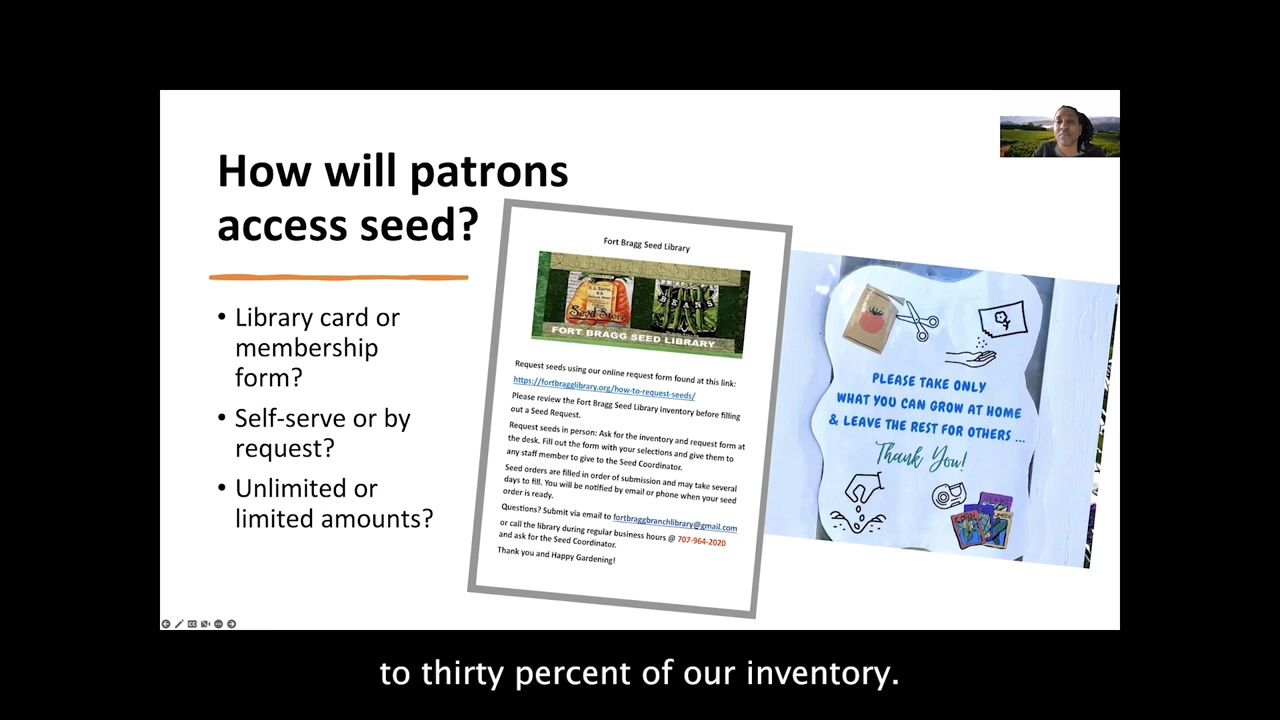 How will patrons
access seed?
• Library card or
membership
form?
• Self-serve or by
request?
• Unlimited or
limited amounts?
Fort Bragg Seed Library
Seed Store
BEANS
FORT BRAGG SEED LIBRARY
Request seeds using our online request form found at this link:
https://fortbragglibrary.org/how-to-request-seeds/
Please review the Fort Bragg Seed Library inventory before filling
out a Seed Request.
Request seeds in person: Ask for the inventory and request form at
the desk. Fill out the form with your selections and give them to
any staff member to give to the Seed Coordinator.
Seed orders are filled in order of submission and may take several
days to fill. You will be notified by email or phone when your seed
order is ready.
Questions? Submit via email to fortbraggbranchlibrary@gmail.com
or call the library during regular business hours @ 707-964-2020
and ask for the Seed Coordinator.
Thank you and Happy Gardening!
PLEASE TAKE ONLY
WHAT YOU CAN GROW AT HOME
& LEAVE THE REST FOR OTHERS ...
Thank You!
to thirty percent of our inventory.